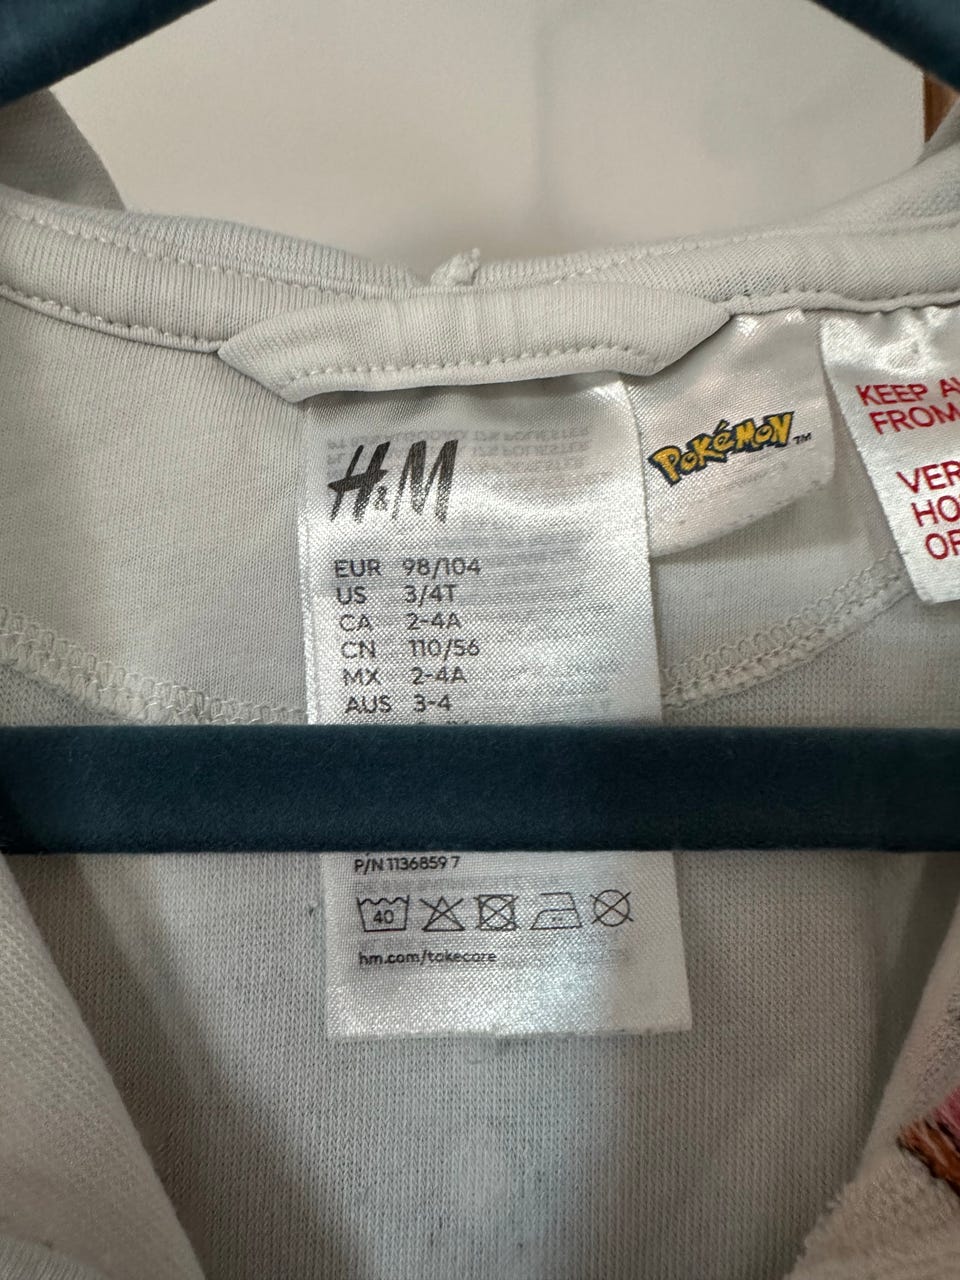 H&M
EUR 98/104
US 3/4T
CA 2-4A
CN 110/56
MX 2-4A
AUS 3-4
P/N 1136859 7
40
hm.com/takecare
POKéMON TM
KEEP
FROM
HO
OF